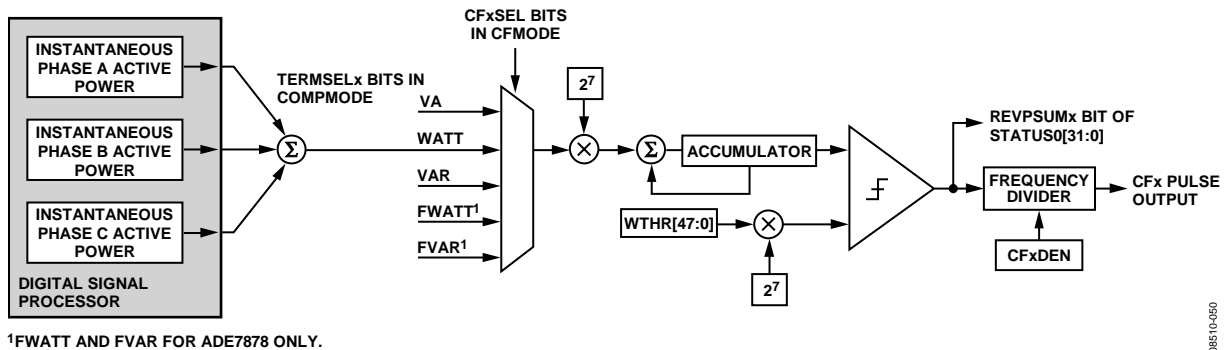 INSTANTANEOUS
PHASE A ACTIVE
POWER
INSTANTANEOUS
PHASE B ACTIVE
POWER
INSTANTANEOUS
PHASE C ACTIVE
POWER
DIGITAL SIGNAL
PROCESSOR
Σ
TERMSELx BITS IN
COMPMODE
CFxSEL BITS
IN CFMODE
VA
WATT
VAR
FWATT¹
FVAR¹
2⁷
×
Σ
ACCUMULATOR
WTHR[47:0]
×
2⁷
REVPSUMx BIT OF
STATUS0[31:0]
FREQUENCY
DIVIDER
CFx PULSE
OUTPUT
CFxDEN
¹FWATT AND FVAR FOR ADE7878 ONLY.
08510-050